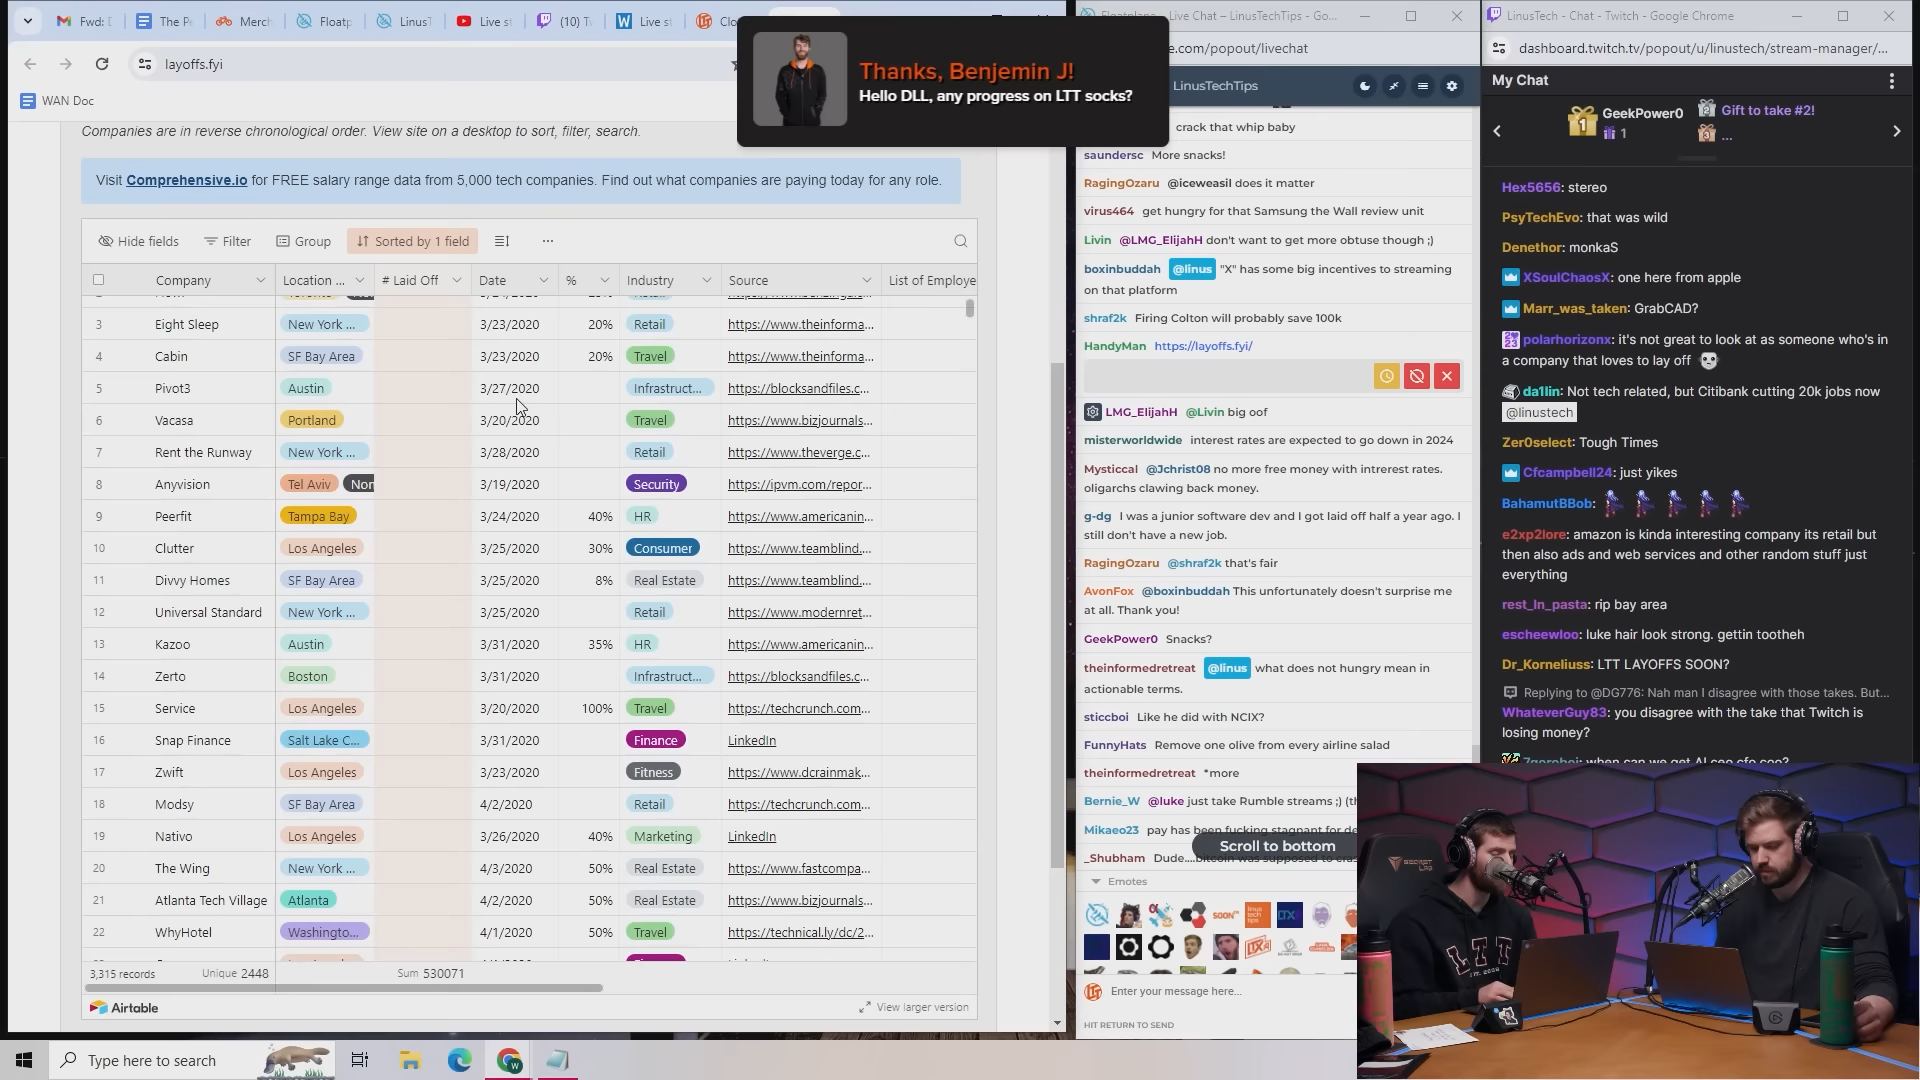 Fwd:
The P
Merch
Floatp
LinusT
Live s
(10) T
Live s
Clo
layoffs.fyi
WAN Doc
Thanks, Benjemin J!
Hello DLL, any progress on LTT socks?
Companies are in reverse chronological order. View site on a desktop to sort, filter, search.
Visit Comprehensive.io for FREE salary range data from 5,000 tech companies. Find out what companies are paying today for any role.
Hide fields Filter Group Sorted by 1 field ...
Company Location ... # Laid Off Date % Industry Source List of Employe
3 Eight Sleep New York ... 3/23/2020 20% Retail https://www.theinforma...
4 Cabin SF Bay Area 3/23/2020 20% Travel https://www.theinforma...
5 Pivot3 Austin 3/27/2020 Infrastruct... https://blocksandfiles.c...
6 Vacasa Portland 3/20/2020 Travel https://www.bizjournals...
7 Rent the Runway New York ... 3/28/2020 Retail https://www.theverge.c...
8 Anyvision Tel Aviv Non 3/19/2020 Security https://ipvm.com/repor...
9 Peerfit Tampa Bay 3/24/2020 40% HR https://www.americanin...
10 Clutter Los Angeles 3/25/2020 30% Consumer https://www.teamblind....
11 Divvy Homes SF Bay Area 3/25/2020 8% Real Estate https://www.teamblind....
12 Universal Standard New York ... 3/25/2020 Retail https://www.modernret...
13 Kazoo Austin 3/31/2020 35% HR https://www.americanin...
14 Zerto Boston 3/31/2020 Infrastruct... https://blocksandfiles.c...
15 Service Los Angeles 3/20/2020 100% Travel https://techcrunch.com...
16 Snap Finance Salt Lake C... 3/31/2020 Finance LinkedIn
17 Zwift Los Angeles 3/23/2020 Fitness https://www.dcrainmak...
18 Modsy SF Bay Area 4/2/2020 Retail https://techcrunch.com...
19 Nativo Los Angeles 3/26/2020 40% Marketing LinkedIn
20 The Wing New York ... 4/3/2020 50% Real Estate https://www.fastcompa...
21 Atlanta Tech Village Atlanta 4/2/2020 50% Real Estate https://www.bizjournals...
22 WhyHotel Washingto... 4/1/2020 50% Travel https://technical.ly/dc/2...
3,315 records Unique 2448 Sum 530071
Airtable
View larger version
Type here to search
Live Chat – LinusTechTips - Go...
e.com/popout/livechat
LinusTechTips
crack that whip baby
saundersc More snacks!
RagingOzaru @iceweasil does it matter
virus464 get hungry for that Samsung the Wall review unit
Livin @LMG_ElijahH don't want to get more obtuse though ;)
boxinbuddah @linus "X" has some big incentives to streaming
on that platform
shraf2k Firing Colton will probably save 100k
HandyMan https://layoffs.fyi/
LMG_ElijahH @Livin big oof
misterworldwide interest rates are expected to go down in 2024
Mysticcal @Jchrist08 no more free money with intrerest rates.
oligarchs clawing back money.
g-dg I was a junior software dev and I got laid off half a year ago. I
still don't have a new job.
RagingOzaru @shraf2k that's fair
AvonFox @boxinbuddah This unfortunately doesn't surprise me
at all. Thank you!
GeekPower0 Snacks?
theinformedretreat @linus what does not hungry mean in
actionable terms.
sticcboi Like he did with NCIX?
FunnyHats Remove one olive from every airline salad
theinformedretreat *more
Bernie_W @luke just take Rumble streams ;) (th
Mikaeo23 pay has been fucking stagnant for de
_Shubham Dude....bitcoin was supposed to cras
Scroll to bottom
Emotes
Enter your message here...
HIT RETURN TO SEND
LinusTech - Chat - Twitch - Google Chrome
dashboard.twitch.tv/popout/u/linustech/stream-manager/...
My Chat
GeekPower0
1
Gift to take #2!
...
Hex5656: stereo
PsyTechEvo: that was wild
Denethor: monkaS
XSoulChaosX: one here from apple
Marr_was_taken: GrabCAD?
polarhorizonx: it's not great to look at as someone who's in
a company that loves to lay off
da1lin: Not tech related, but Citibank cutting 20k jobs now
@linustech
Zer0select: Tough Times
Cfcampbell24: just yikes
BahamutBBob:
e2xp2lore: amazon is kinda interesting company its retail but
then also ads and web services and other random stuff just
everything
rest_In_pasta: rip bay area
escheewloo: luke hair look strong. gettin tootheh
Dr_Korneliuss: LTT LAYOFFS SOON?
Replying to @DG776: Nah man I disagree with those takes. But...
WhateverGuy83: you disagree with the take that Twitch is
losing money?
LTT